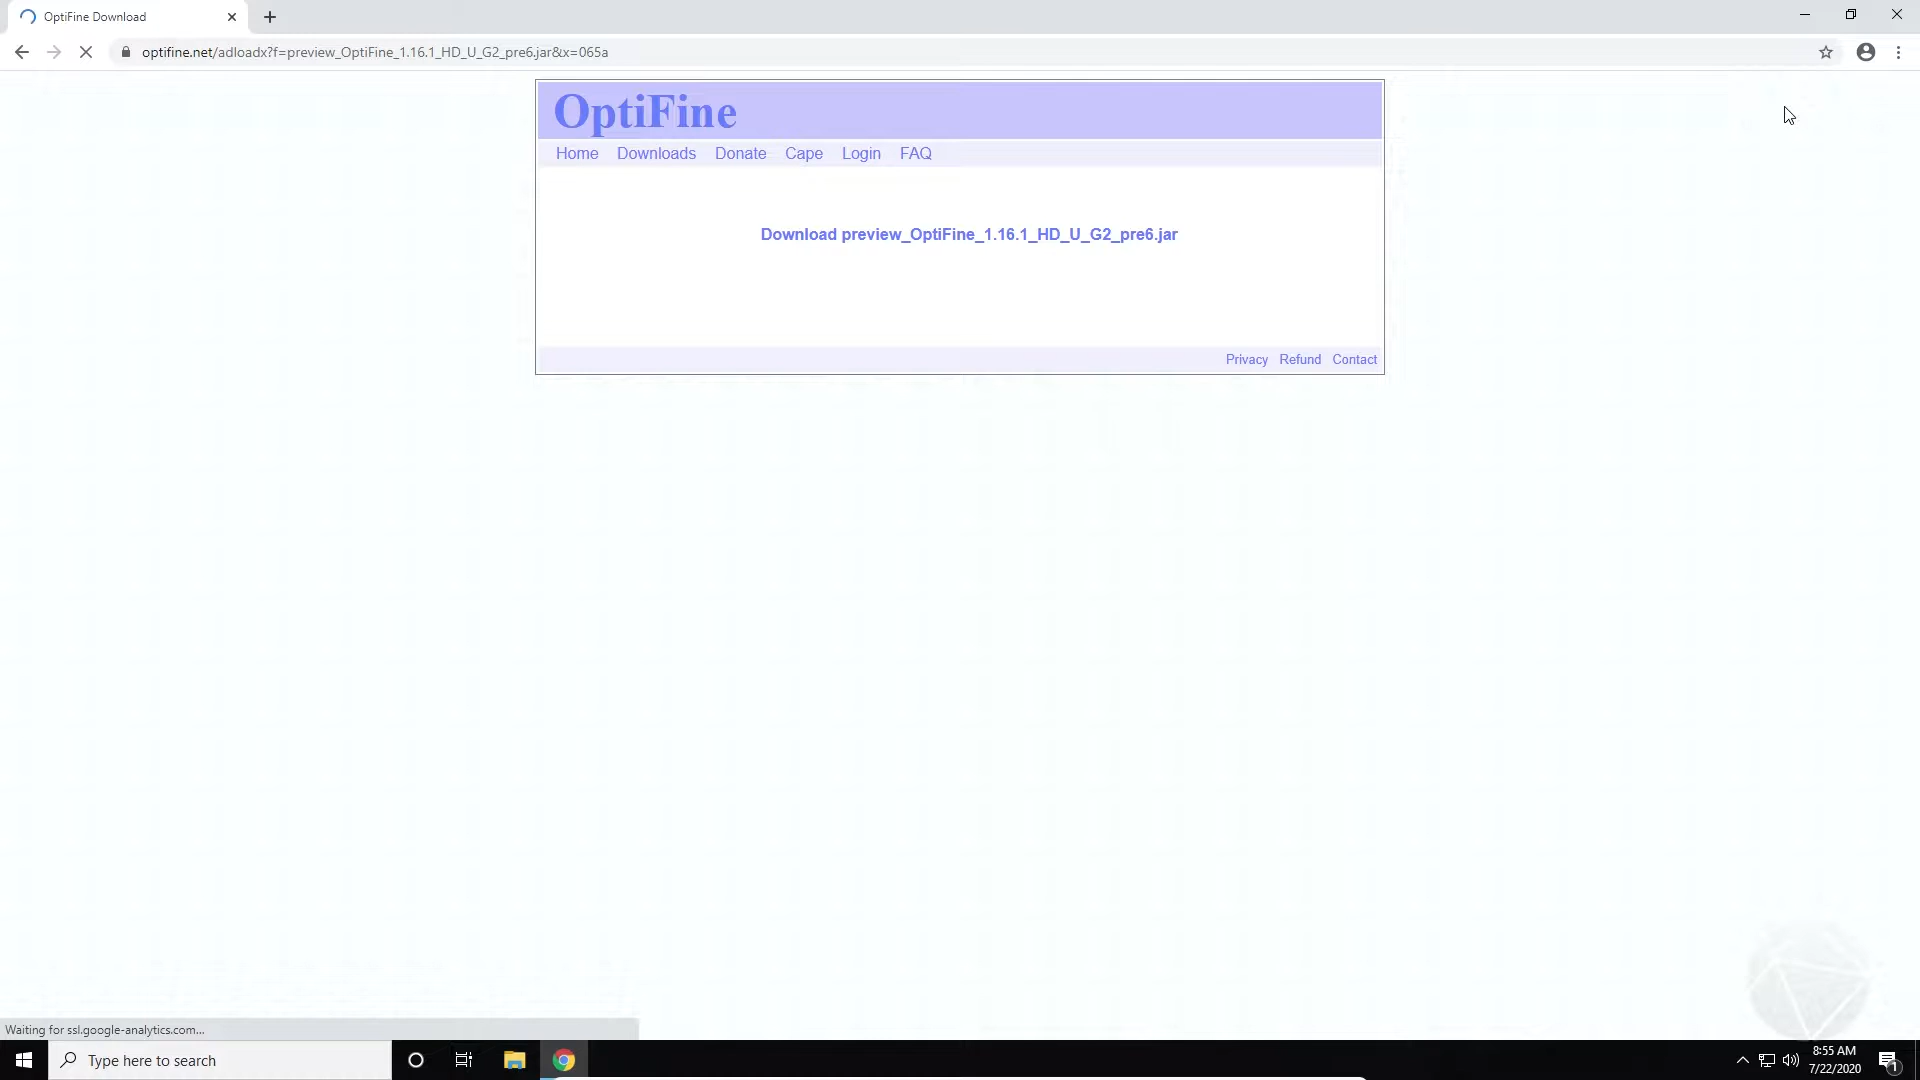 OptiFine Download
optifine.net/adloadx?f=preview_OptiFine_1.16.1_HD_U_G2_pre6.jar&x=065a
OptiFine
Home Downloads Donate Cape Login FAQ
Download preview_OptiFine_1.16.1_HD_U_G2_pre6.jar
Privacy Refund Contact
Waiting for ssl.google-analytics.com...
Type here to search
8:55 AM
7/22/2020
1